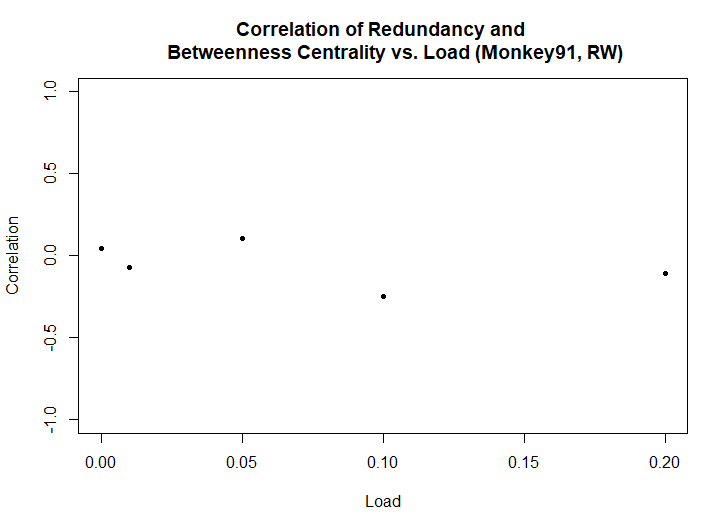 Correlation of Redundancy and
Betweenness Centrality vs. Load (Monkey91, RW)
1.0
0.5
0.0
-0.5
-1.0
Correlation
0.00 0.05 0.10 0.15 0.20
Load